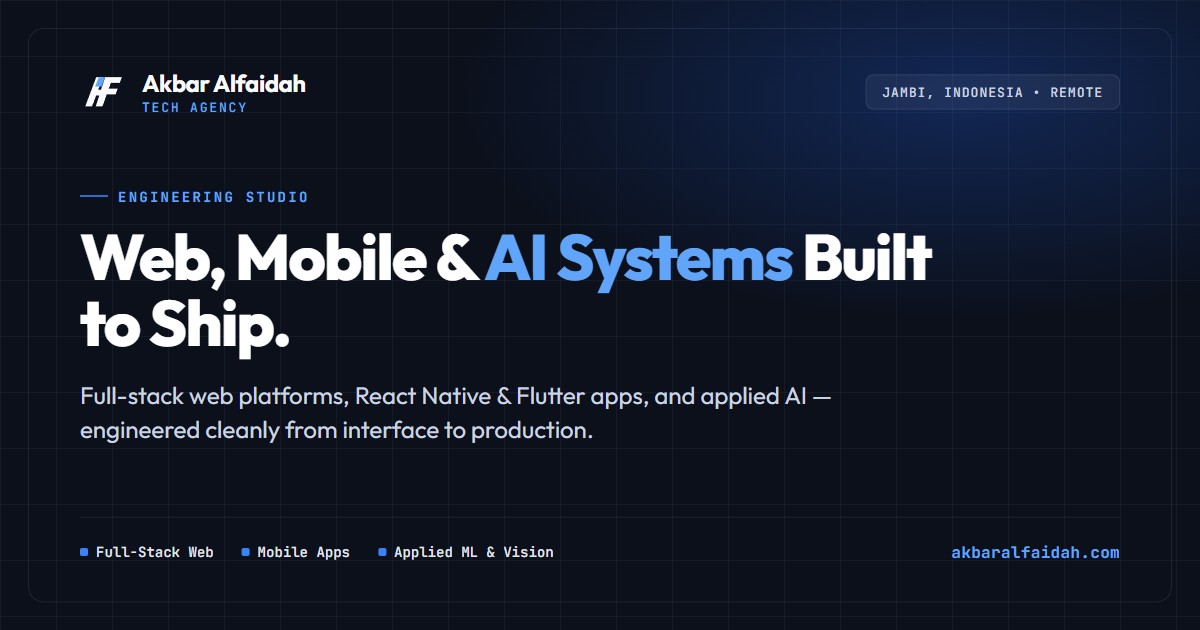 Akbar Alfaidah
TECH AGENCY
JAMBI, INDONESIA • REMOTE
ENGINEERING STUDIO
Web, Mobile & AI Systems Built
to Ship.
Full-stack web platforms, React Native & Flutter apps, and applied AI —
engineered cleanly from interface to production.
Full-Stack Web
Mobile Apps
Applied ML & Vision
akbaralfaidah.com